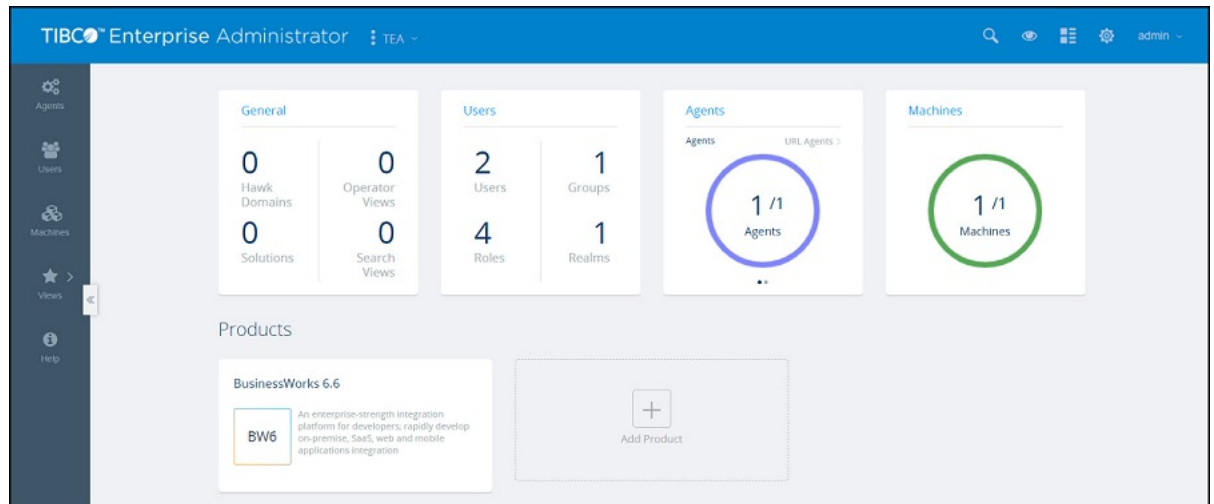 TIBCO™ Enterprise Administrator TEA admin
Agents
Users
Machines
Views
Help
General
0
Hawk
Domains
0
Operator
Views
0
Solutions
0
Search
Views
Users
2
Users
1
Groups
4
Roles
1
Realms
Agents
Agents URL Agents >
1 /1
Agents
Machines
1 /1
Machines
Products
BusinessWorks 6.6
BW6
An enterprise-strength integration
platform for developers; rapidly develop
on-premise, SaaS, web and mobile
applications integration
Add Product